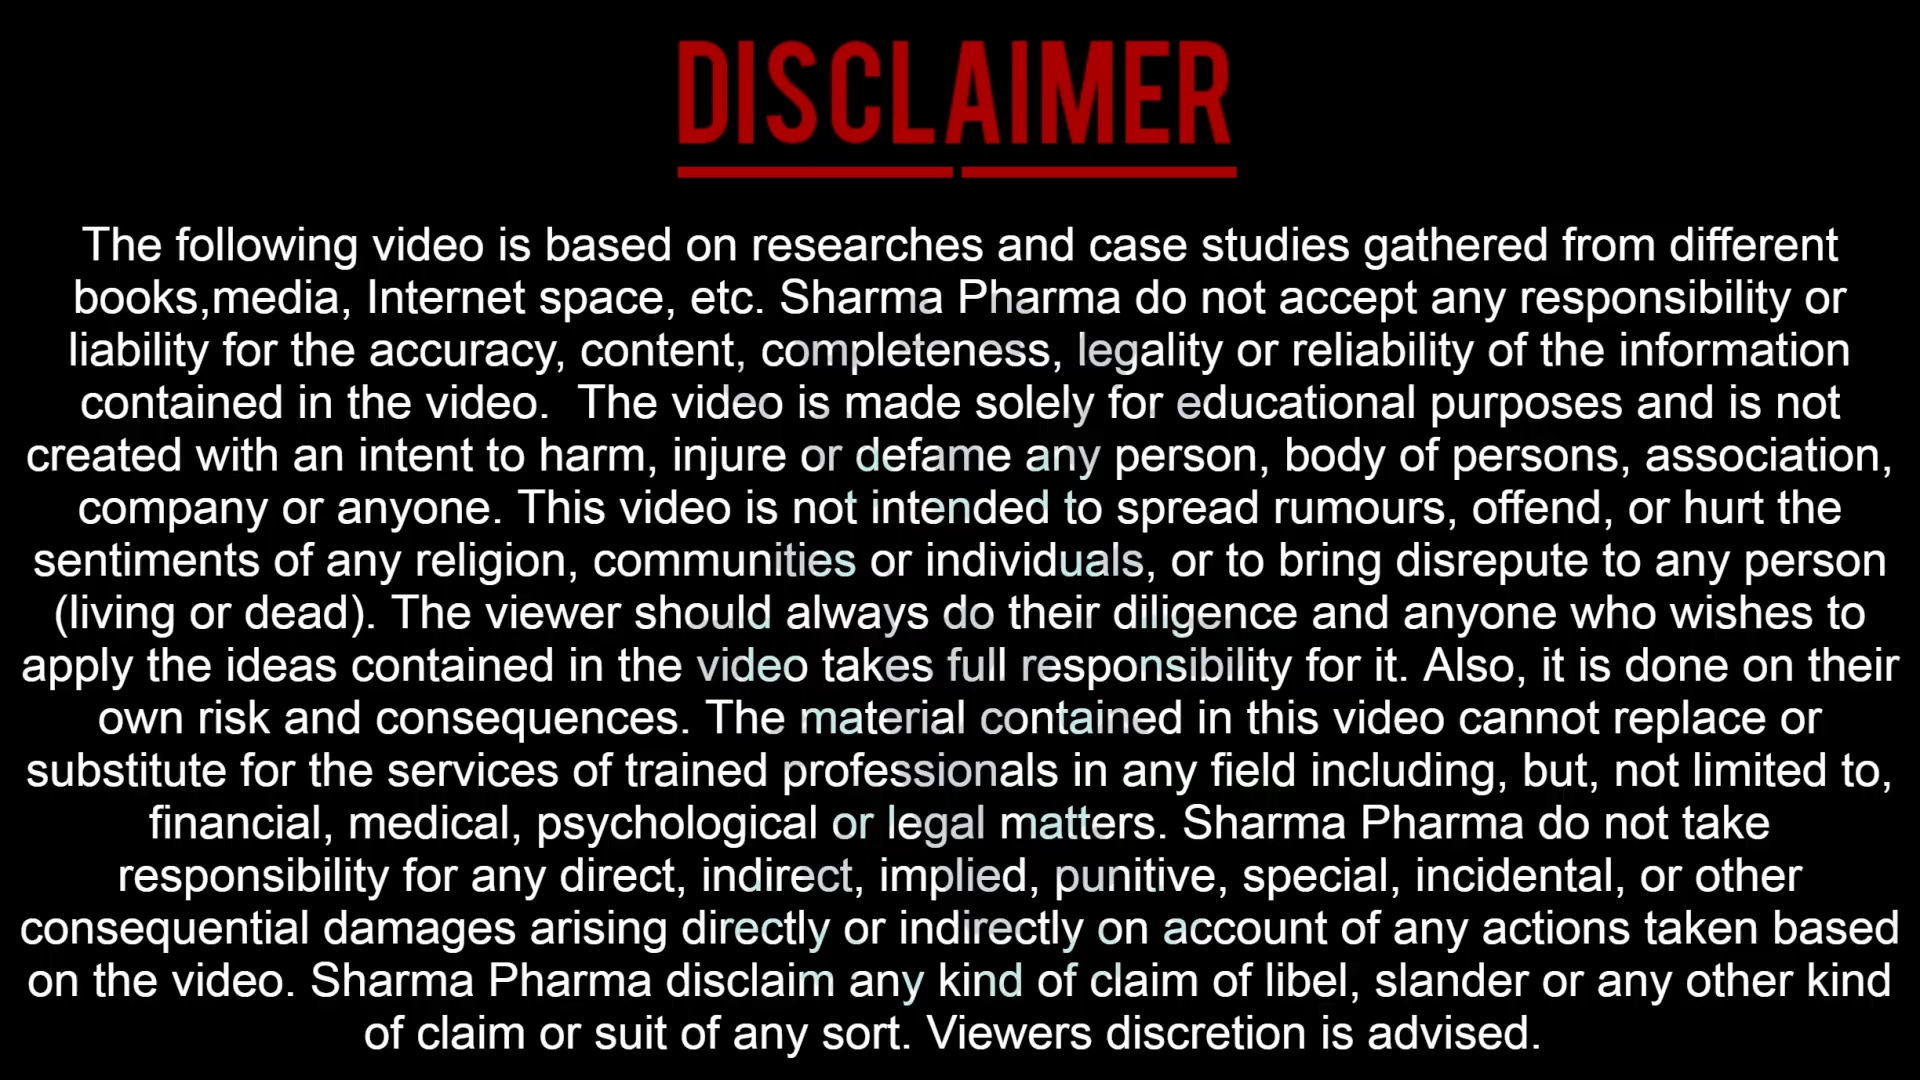 DISCLAIMER
The following video is based on researches and case studies gathered from different
books,media, Internet space, etc. Sharma Pharma do not accept any responsibility or
liability for the accuracy, content, completeness, legality or reliability of the information
contained in the video.  The video is made solely for educational purposes and is not
created with an intent to harm, injure or defame any person, body of persons, association,
company or anyone. This video is not intended to spread rumours, offend, or hurt the
sentiments of any religion, communities or individuals, or to bring disrepute to any person
(living or dead). The viewer should always do their diligence and anyone who wishes to
apply the ideas contained in the video takes full responsibility for it. Also, it is done on their
own risk and consequences. The material contained in this video cannot replace or
substitute for the services of trained professionals in any field including, but, not limited to,
financial, medical, psychological or legal matters. Sharma Pharma do not take
responsibility for any direct, indirect, implied, punitive, special, incidental, or other
consequential damages arising directly or indirectly on account of any actions taken based
on the video. Sharma Pharma disclaim any kind of claim of libel, slander or any other kind
of claim or suit of any sort. Viewers discretion is advised.